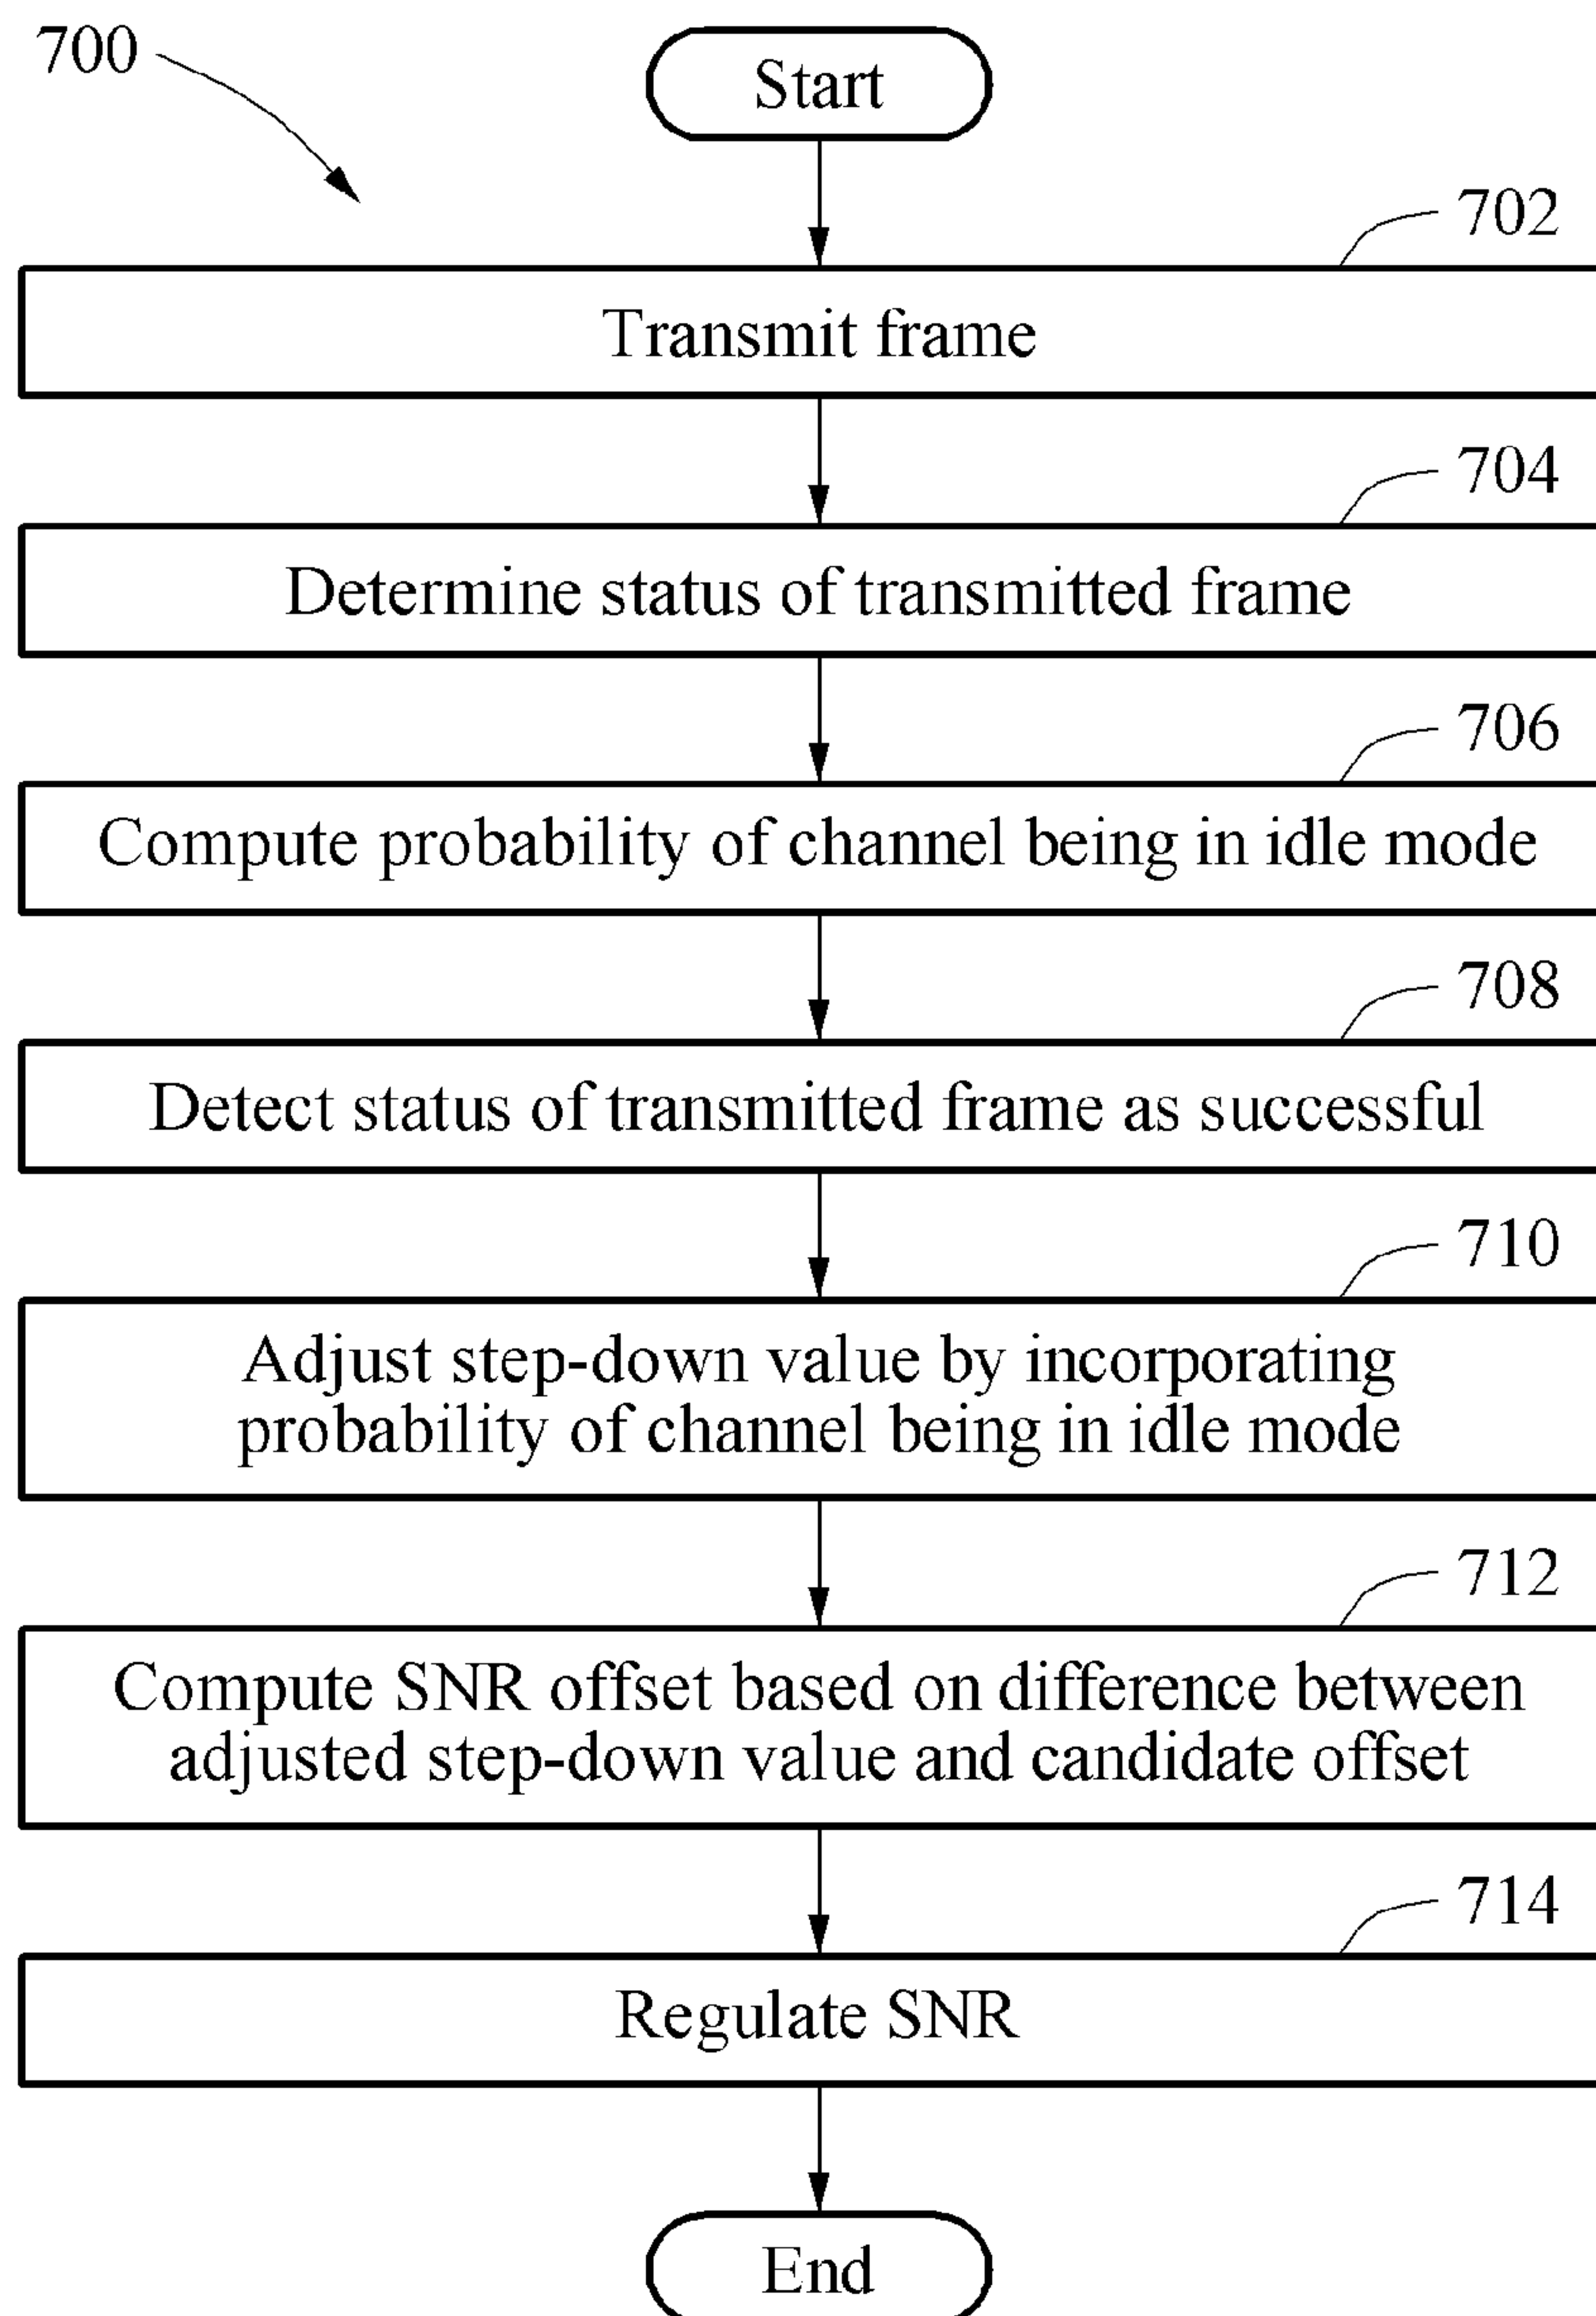 700
Start
702
Transmit frame
704
Determine status of transmitted frame
706
Compute probability of channel being in idle mode
708
Detect status of transmitted frame as successful
710
Adjust step-down value by incorporating
probability of channel being in idle mode
712
Compute SNR offset based on difference between
adjusted step-down value and candidate offset
714
Regulate SNR
End